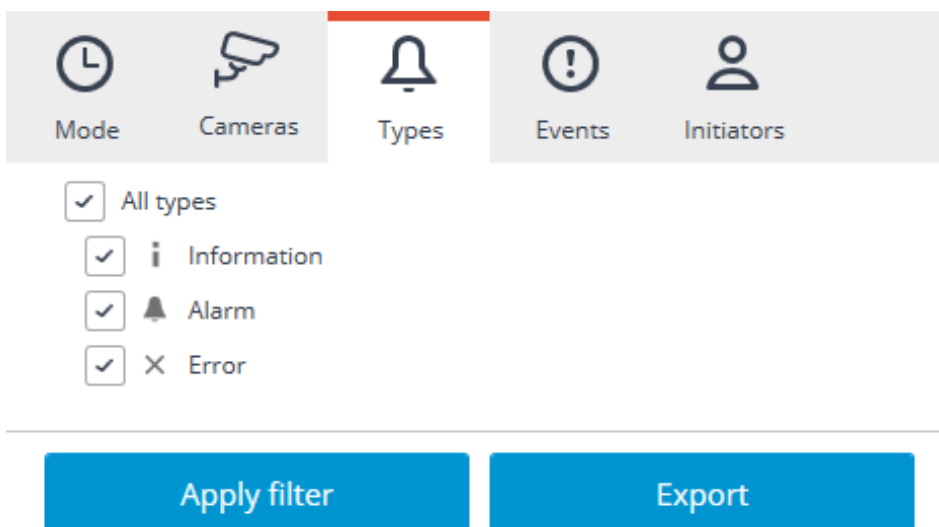 Mode Cameras Types Events Initiators
All types
Information
Alarm
Error
Apply filter Export